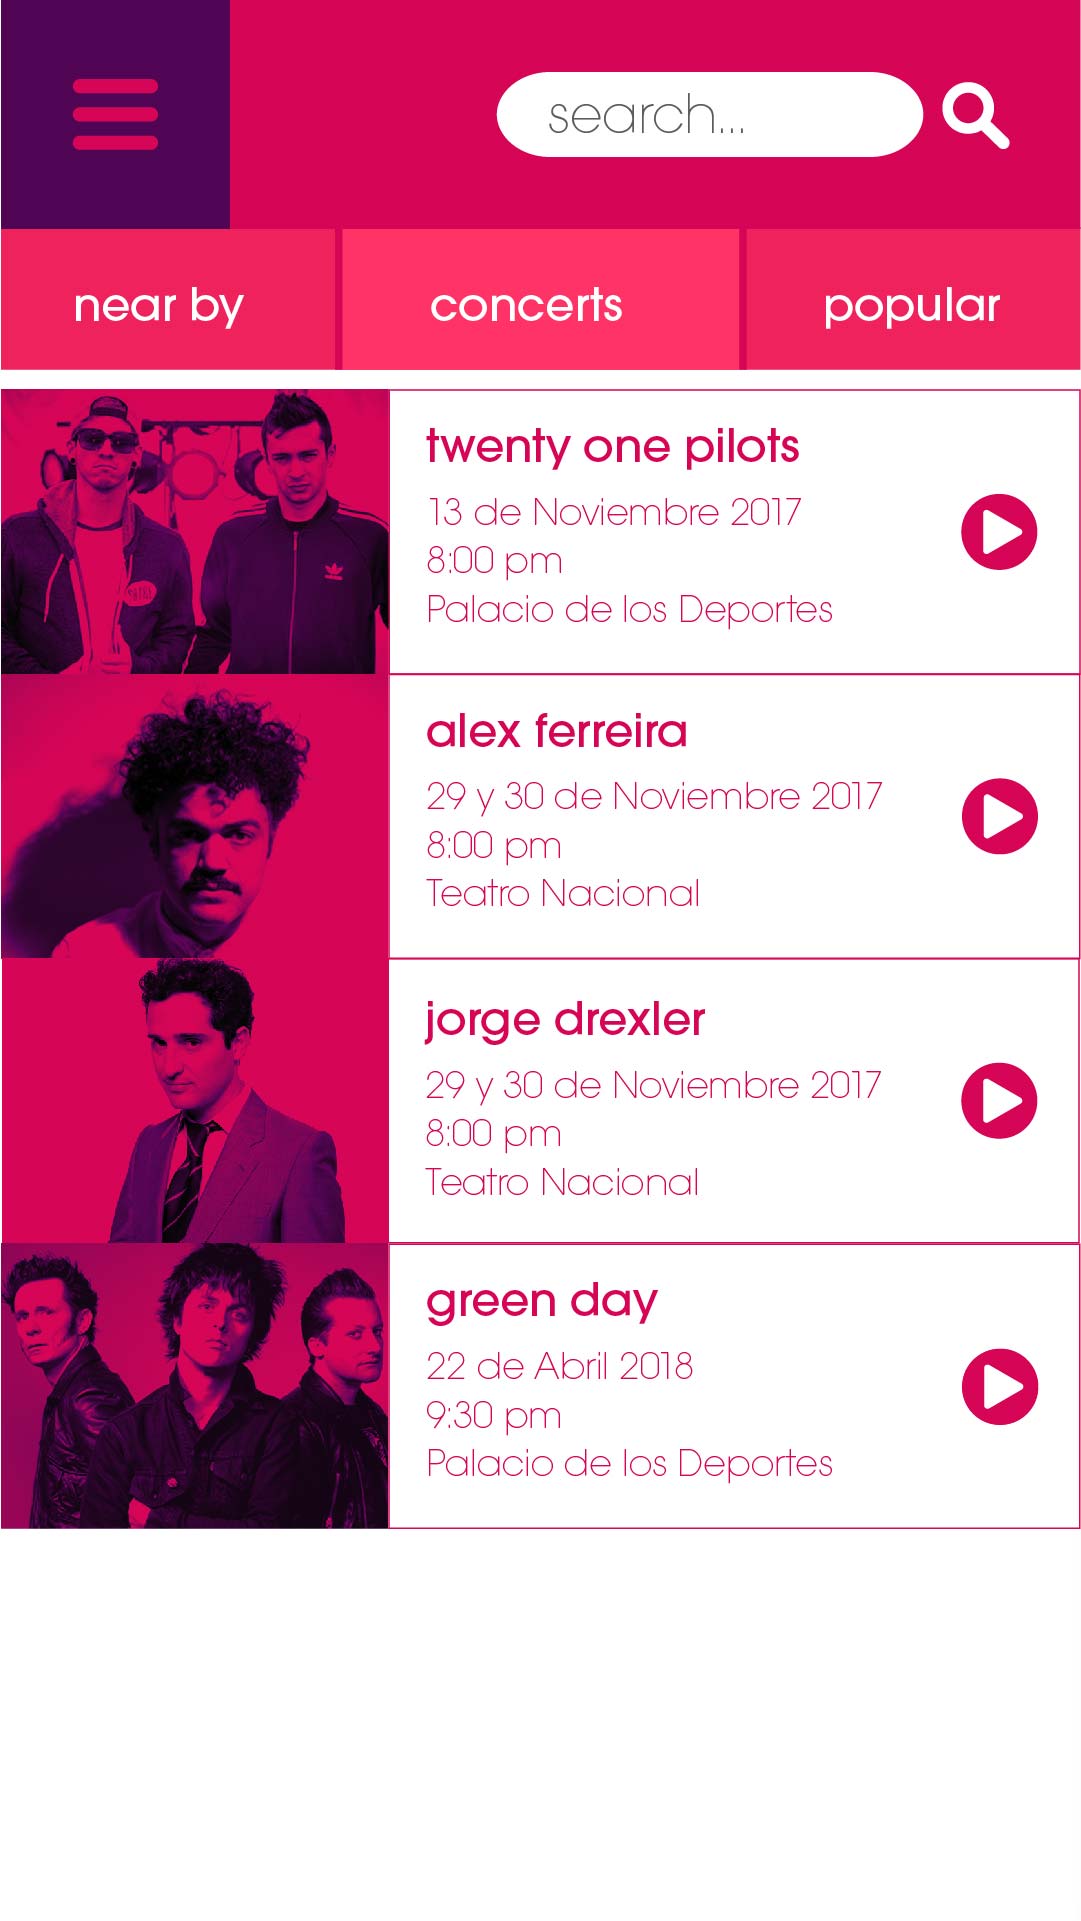 search...
near by
concerts
popular
twenty one pilots
13 de Noviembre 2017
8:00 pm
Palacio de los Deportes
alex ferreira
29 y 30 de Noviembre 2017
8:00 pm
Teatro Nacional
jorge drexler
29 y 30 de Noviembre 2017
8:00 pm
Teatro Nacional
green day
22 de Abril 2018
9:30 pm
Palacio de los Deportes